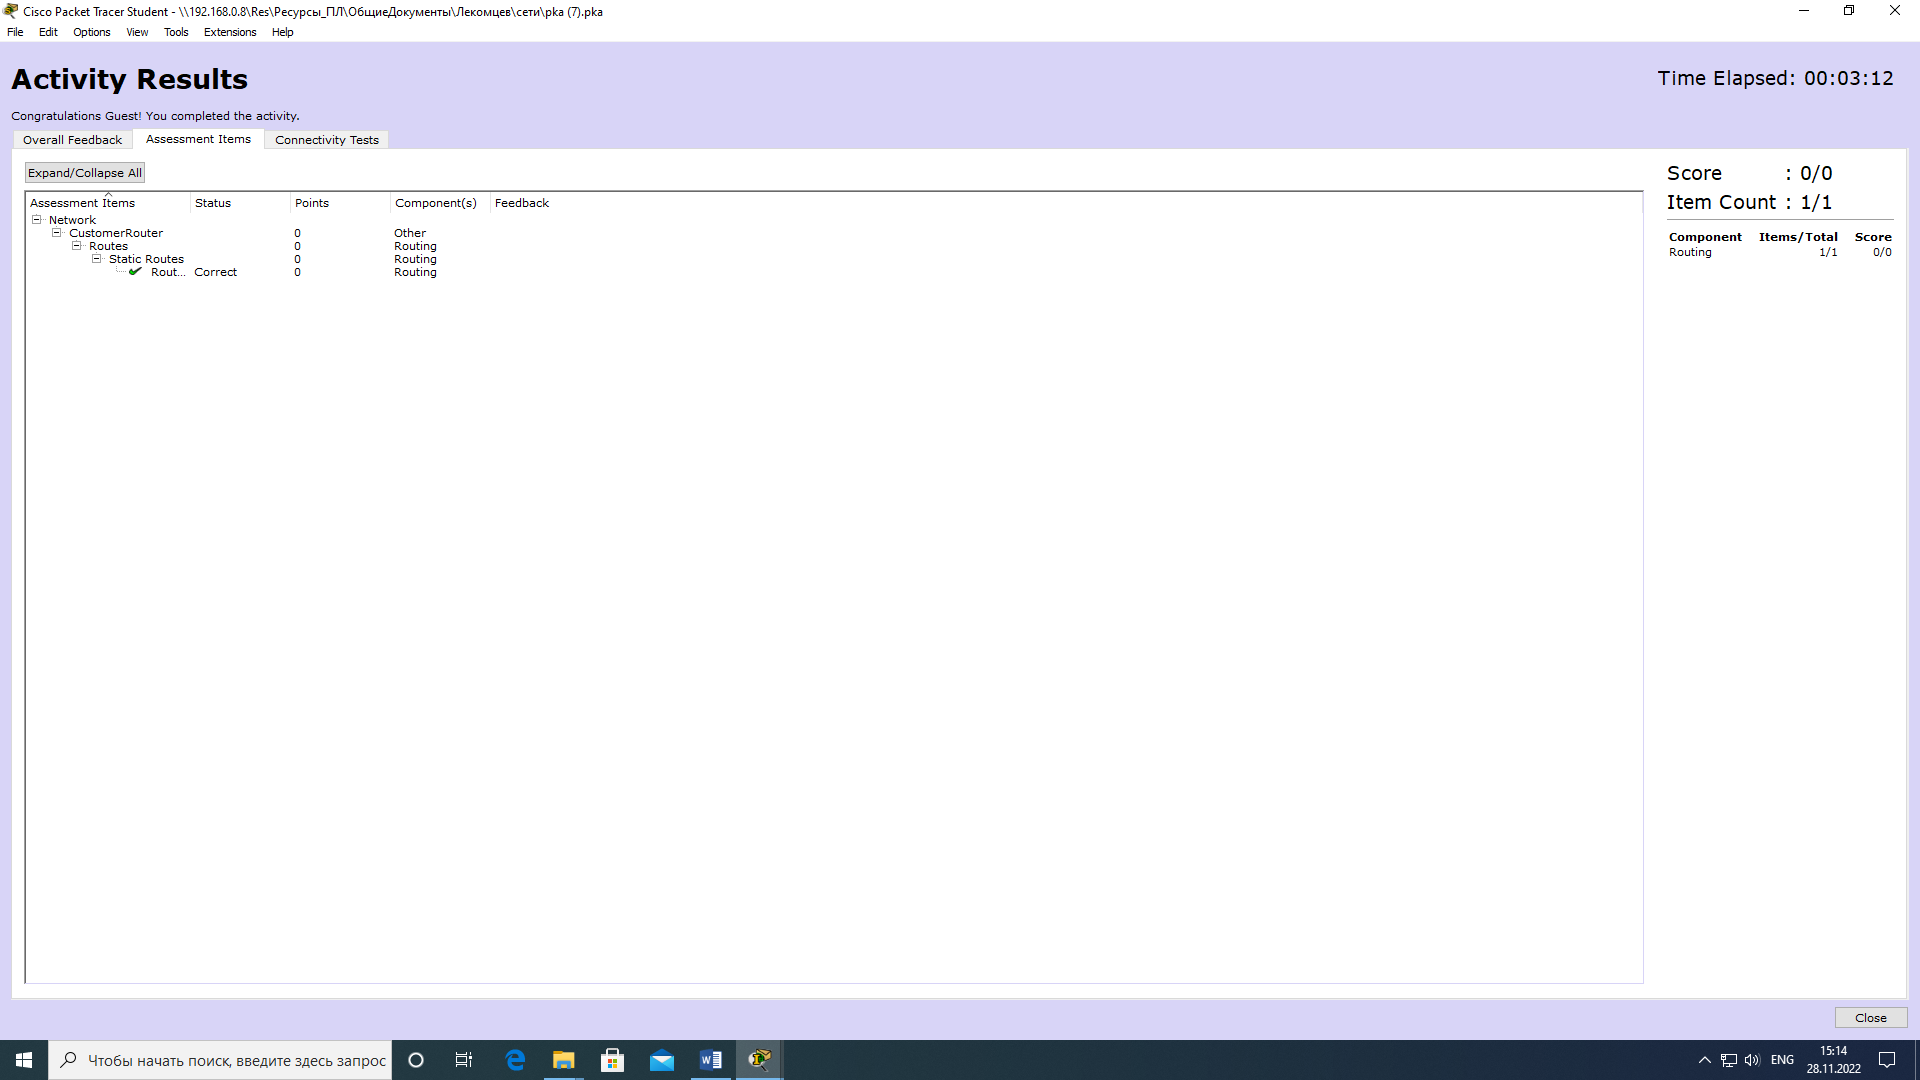 Cisco Packet Tracer Student - \\192.168.0.8\Res\Ресурсы_ПЛ\ОбщиеДокументы\Лекомцев\сети\pka (7).pka
File Edit Options View Tools Extensions Help
Activity Results
Time Elapsed: 00:03:12
Congratulations Guest! You completed the activity.
Overall Feedback Assessment Items Connectivity Tests
Expand/Collapse All
Assessment Items Status Points Component(s) Feedback
Network
CustomerRouter 0 Other
Routes 0 Routing
Static Routes 0 Routing
Rout... Correct 0 Routing
Score : 0/0
Item Count : 1/1
Component Items/Total Score
Routing 1/1 0/0
Close
Чтобы начать поиск, введите здесь запрос
ENG
15:14
28.11.2022